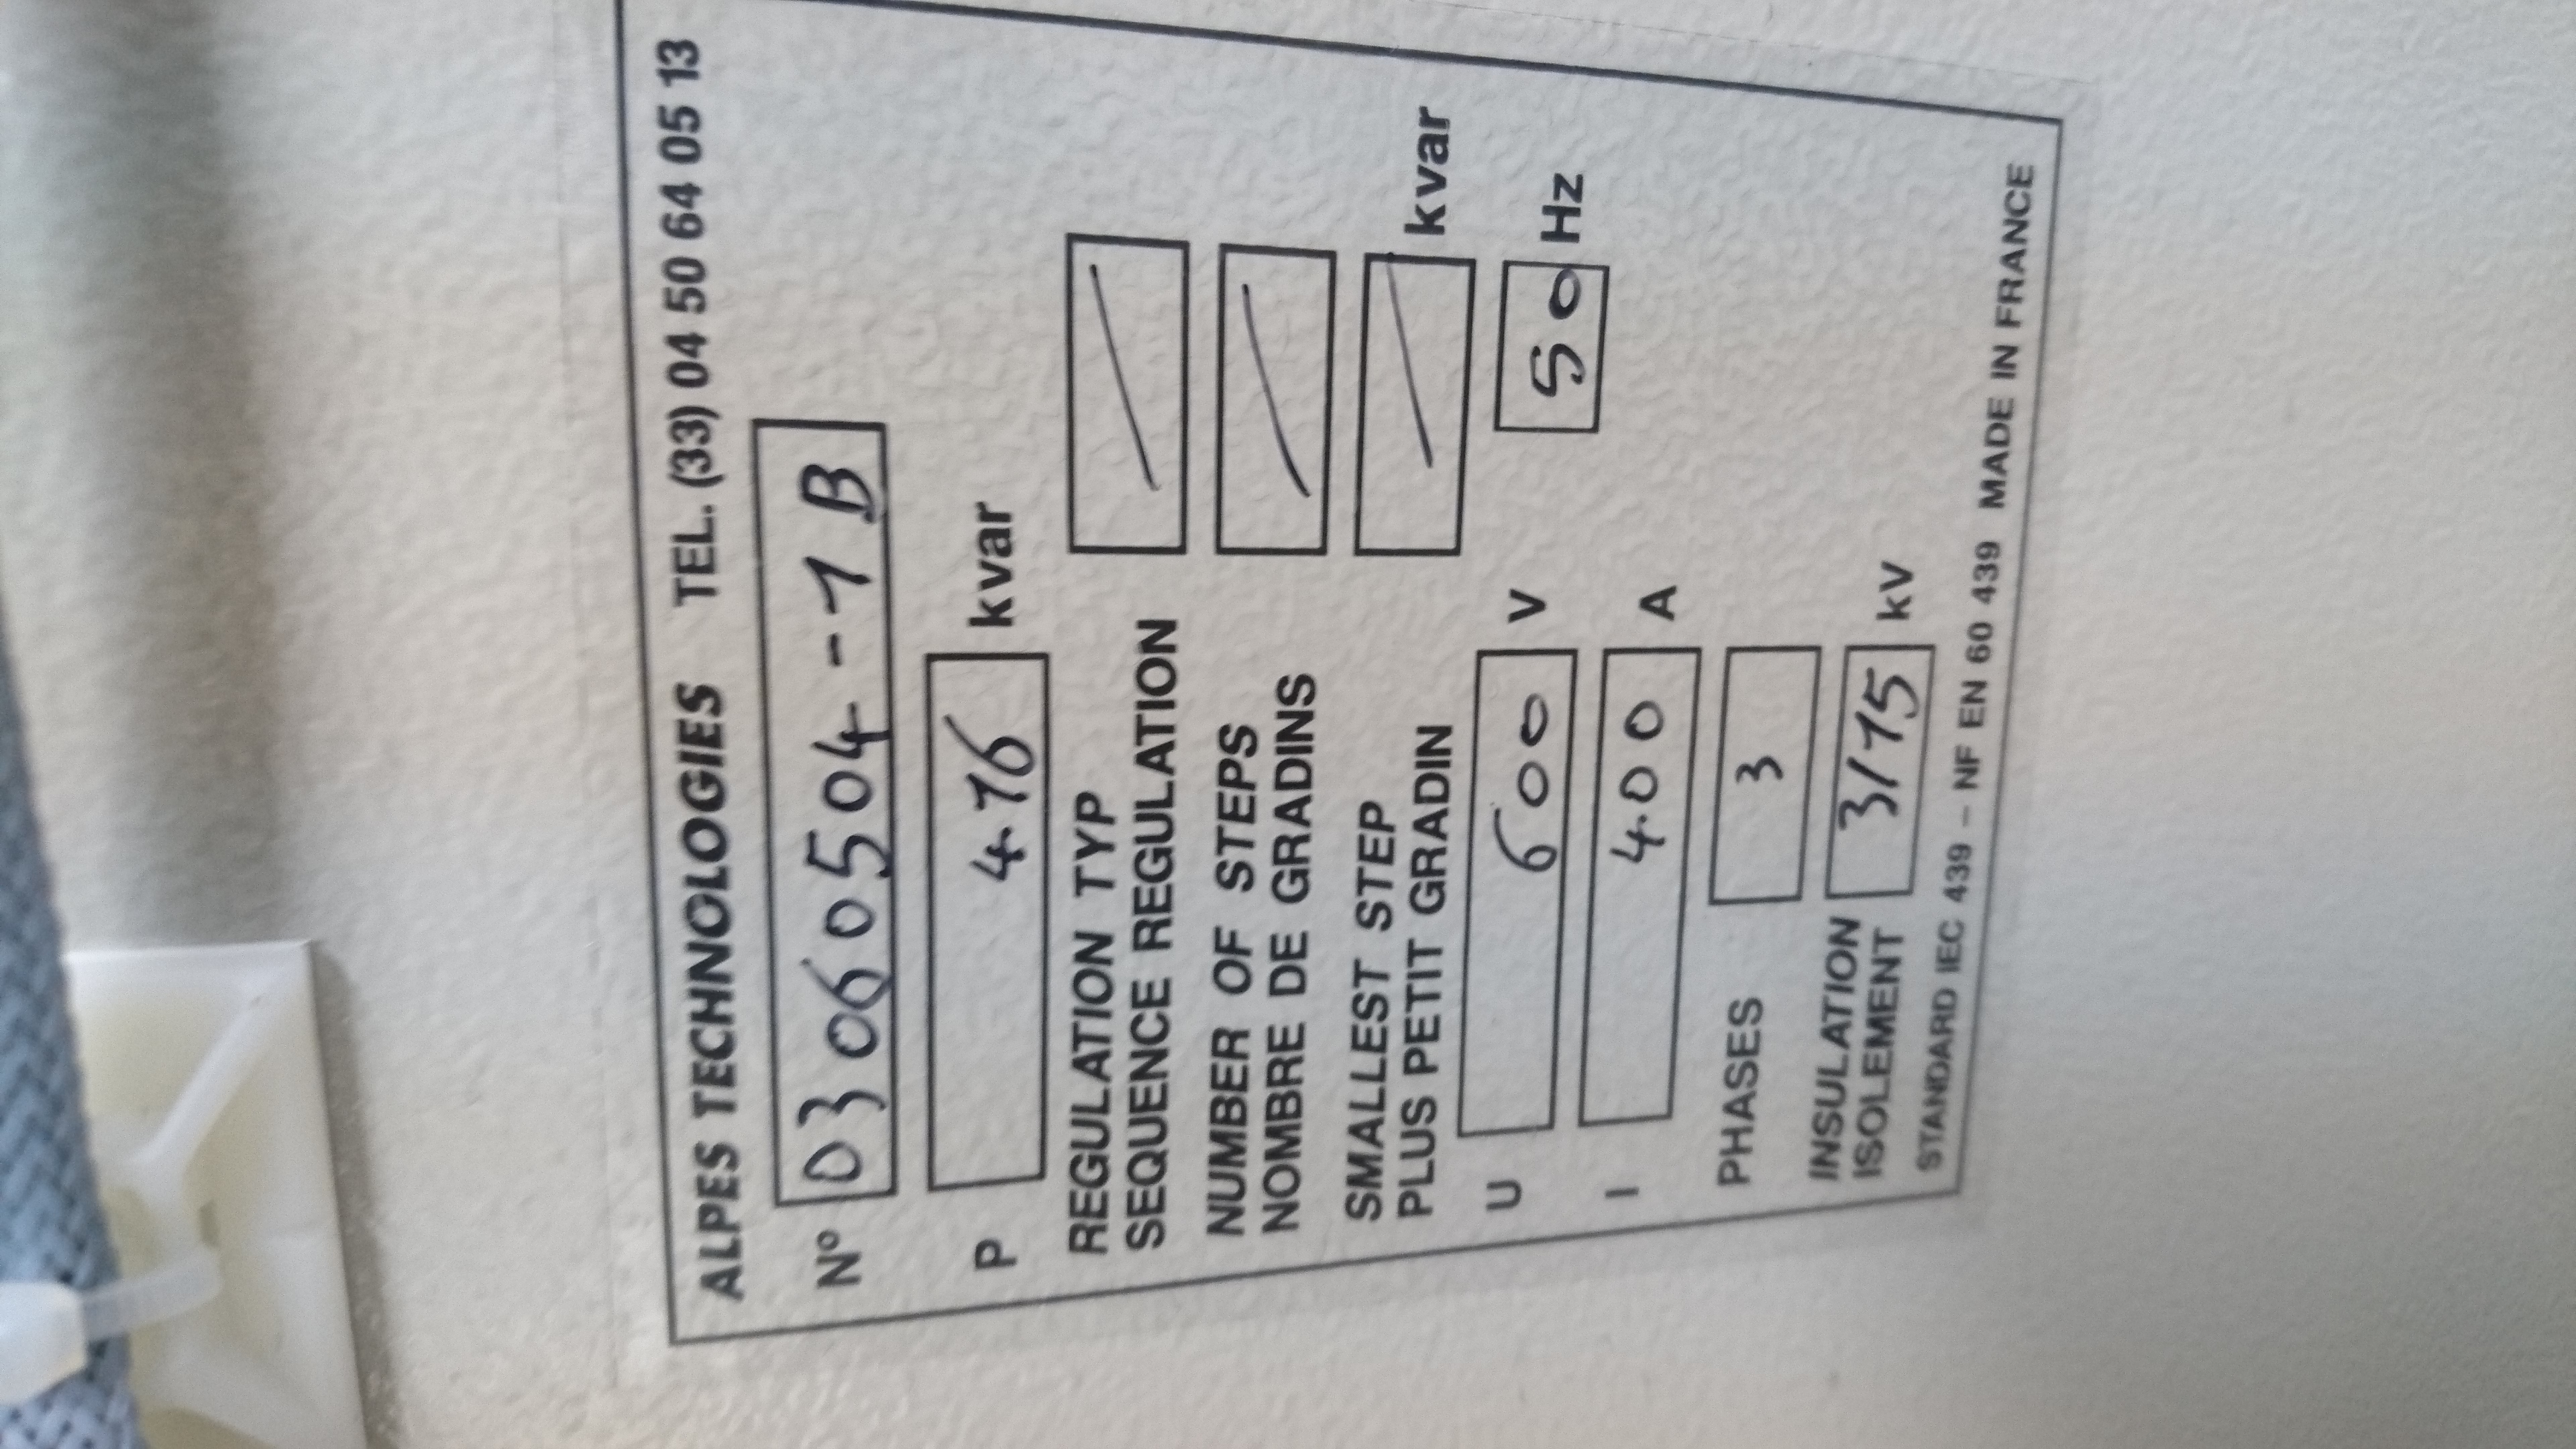 ALPES TECHNOLOGIES TEL. (33) 04 50 64 05 13
N° 03060504--1B
P 416 kvar
REGULATION TYP
SEQUENCE REGULATION
NUMBER OF STEPS
NOMBRE DE GRADINS
SMALLEST STEP
PLUS PETIT GRADIN kvar
U 600 V 50 Hz
I 400 A
PHASES 3
INSULATION
ISOLEMENT 3/15 kV
STANDARD IEC 439 - NF EN 60 439 MADE IN FRANCE